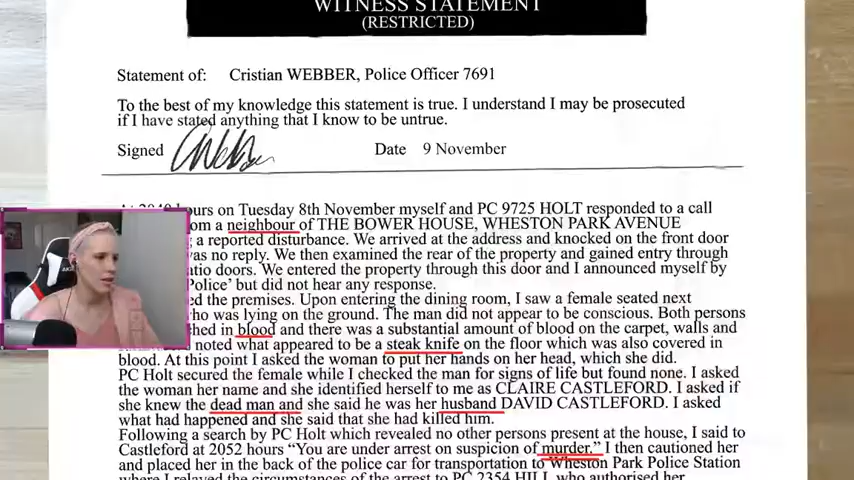 WITNESS STATEMENT
(RESTRICTED)
Statement of: Cristian WEBBER, Police Officer 7691
To the best of my knowledge this statement is true. I understand I may be prosecuted
if I have stated anything that I know to be untrue.
Signed Webber Date 9 November
hours on Tuesday 8th November myself and PC 9725 HOLT responded to a call
a neighbour of THE BOWER HOUSE, WHESTON PARK AVENUE
a reported disturbance. We arrived at the address and knocked on the front door
no reply. We then examined the rear of the property and gained entry through
doors. We entered the property through this door and I announced myself by
Police' but did not hear any response.
the premises. Upon entering the dining room, I saw a female seated next
was lying on the ground. The man did not appear to be conscious. Both persons
in blood and there was a substantial amount of blood on the carpet, walls and
noted what appeared to be a steak knife on the floor which was also covered in
blood. At this point I asked the woman to put her hands on her head, which she did.
PC Holt secured the female while I checked the man for signs of life but found none. I asked
the woman her name and she identified herself to me as CLAIRE CASTLEFORD. I asked if
she knew the dead man and she said he was her husband DAVID CASTLEFORD. I asked
what had happened and she said that she had killed him.
Following a search by PC Holt which revealed no other persons present at the house, I said to
Castleford at 2052 hours “You are under arrest on suspicion of murder.” I then cautioned her
and placed her in the back of the police car for transportation to Wheston Park Police Station
where I relayed the circumstances of the arrest to PC 2354 HILL who authorised her